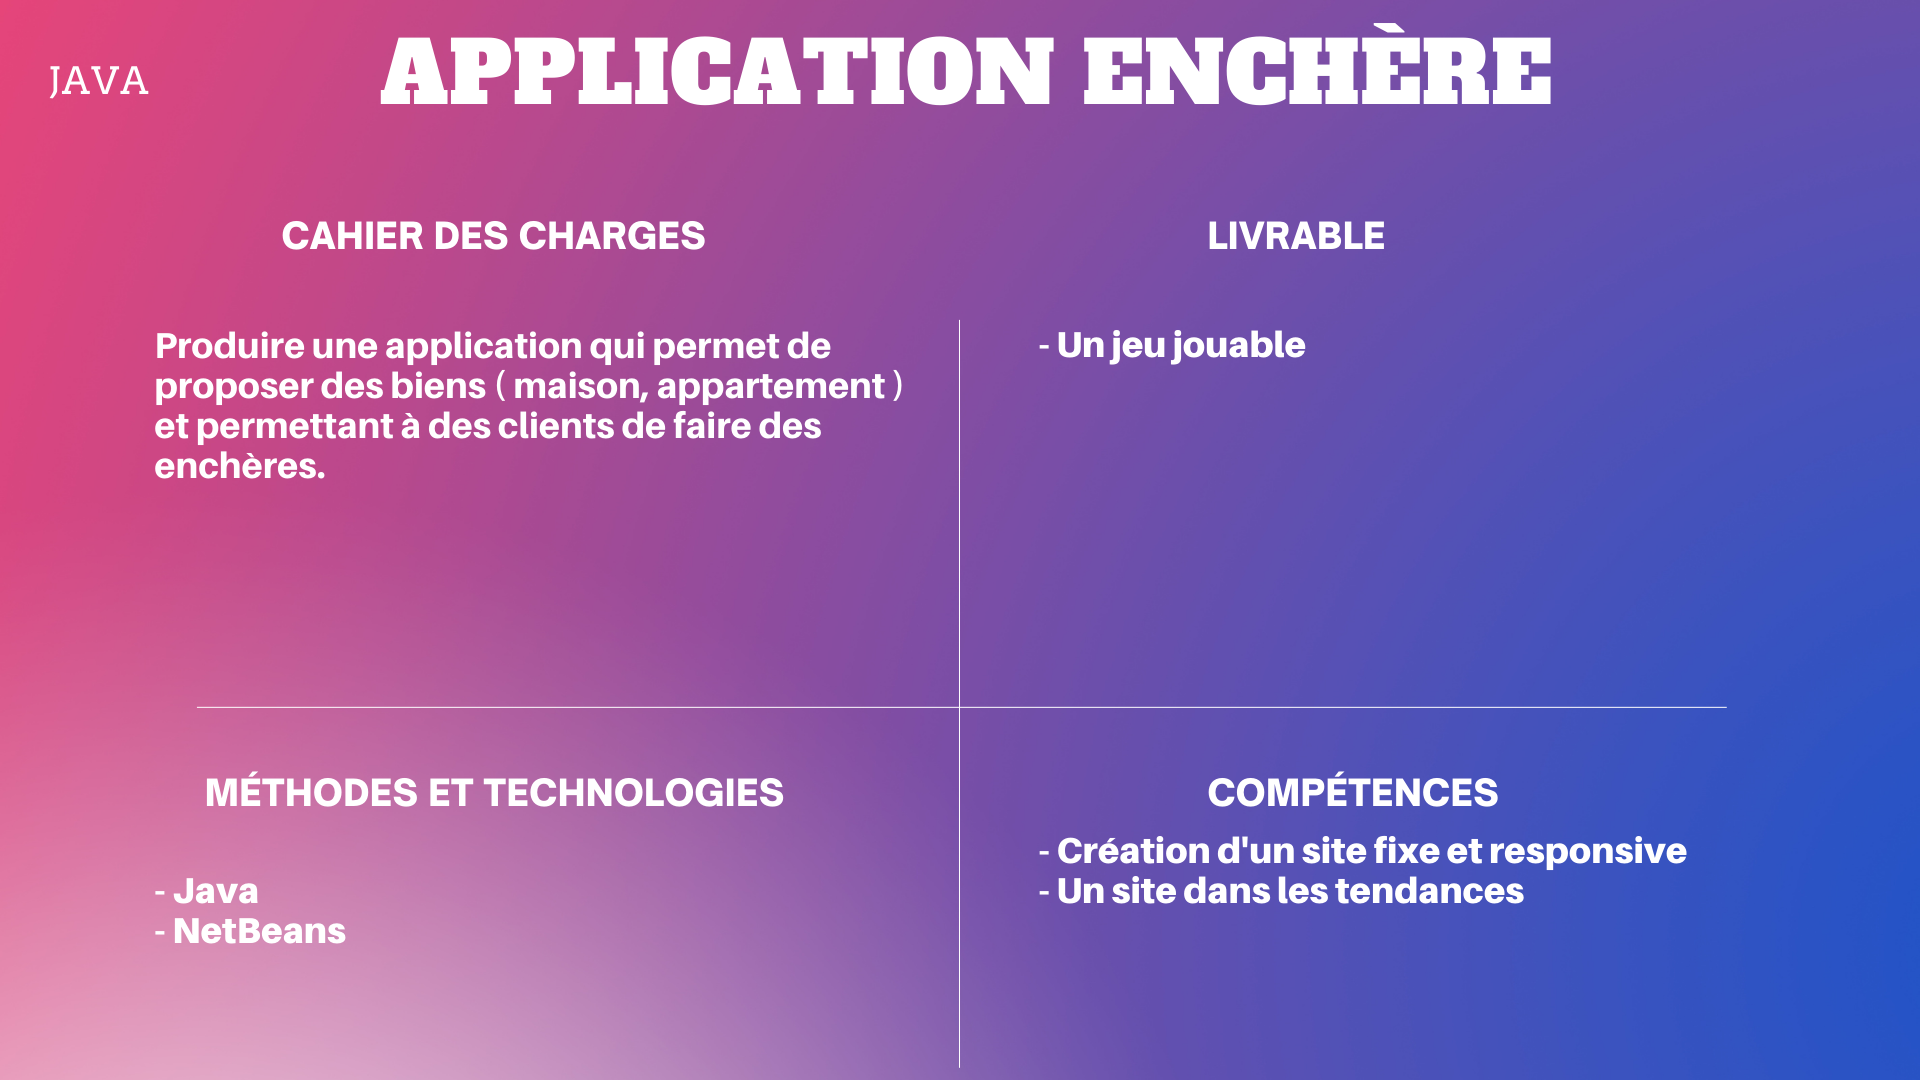 JAVA
APPLICATION ENCHÈRE
CAHIER DES CHARGES
Produire une application qui permet de
proposer des biens ( maison, appartement )
et permettant à des clients de faire des
enchères.
LIVRABLE
- Un jeu jouable
MÉTHODES ET TECHNOLOGIES
- Java
- NetBeans
COMPÉTENCES
- Création d'un site fixe et responsive
- Un site dans les tendances